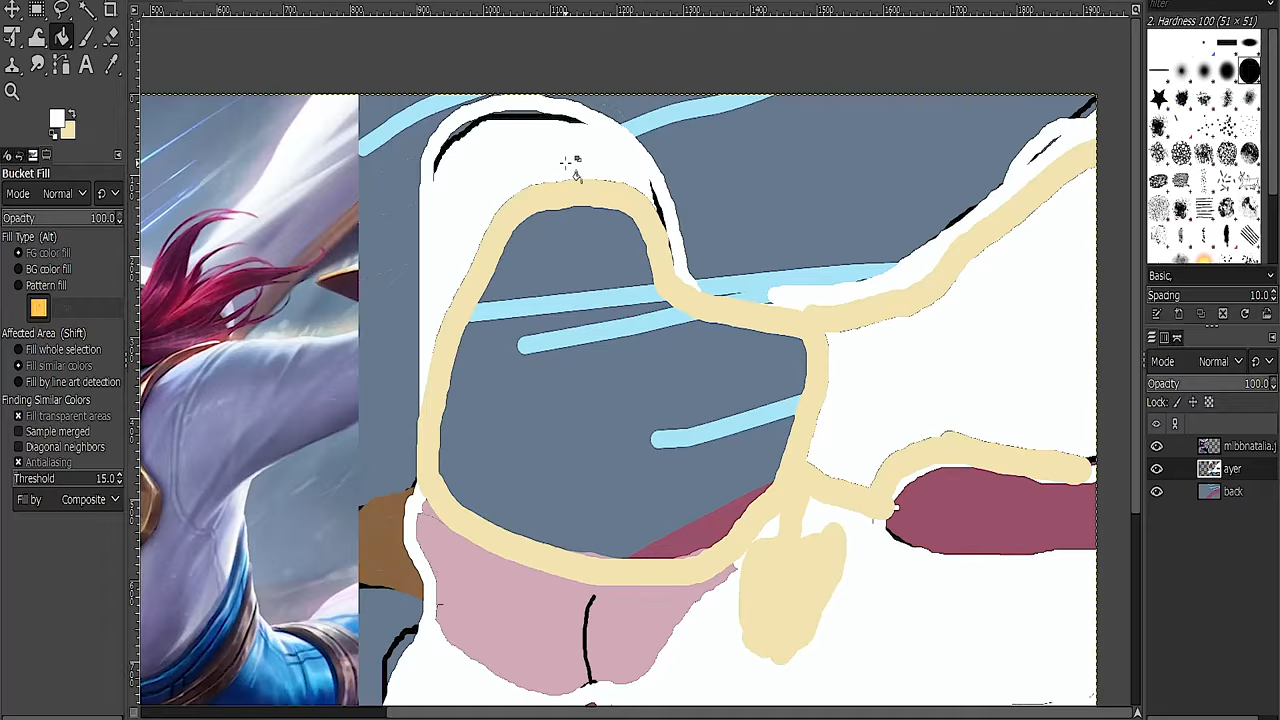 filter
2. Hardness 100 (51 × 51)
500 600 700 800 900 1000 1100 1200 1300 1400 1500 1600 1700 1800 1900
Bucket Fill
Mode Normal
Opacity 100.0
Fill Type (Alt)
FG color fill
BG color fill
Pattern fill
Affected Area (Shift)
Fill whole selection
Fill similar colors
Fill by line art detection
Finding Similar Colors
Fill transparent areas
Sample merged
Diagonal neighbors
Antialiasing
Threshold 15.0
Fill by Composite
Basic,
Spacing 10.0
Mode Normal
Opacity 100.0
Lock:
mlbbnatalia.j
ayer
back